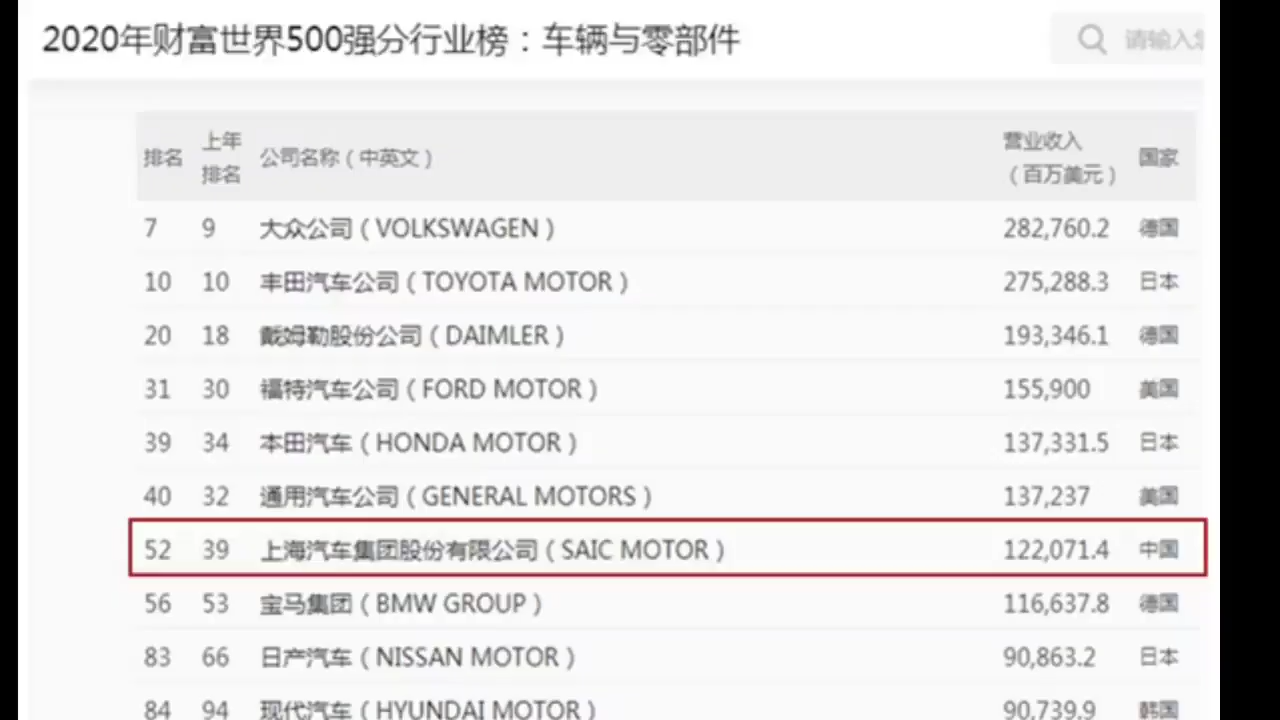 2020年财富世界500强分行业榜：车辆与零部件
请输入
排名 上年排名 公司名称（中英文） 营业收入（百万美元） 国家
7 9 大众公司（VOLKSWAGEN） 282,760.2 德国
10 10 丰田汽车公司（TOYOTA MOTOR） 275,288.3 日本
20 18 戴姆勒股份公司（DAIMLER） 193,346.1 德国
31 30 福特汽车公司（FORD MOTOR） 155,900 美国
39 34 本田汽车（HONDA MOTOR） 137,331.5 日本
40 32 通用汽车公司（GENERAL MOTORS） 137,237 美国
52 39 上海汽车集团股份有限公司（SAIC MOTOR） 122,071.4 中国
56 53 宝马集团（BMW GROUP） 116,637.8 德国
83 66 日产汽车（NISSAN MOTOR） 90,863.2 日本
84 94 现代汽车（HYUNDAI MOTOR） 90,739.9 韩国